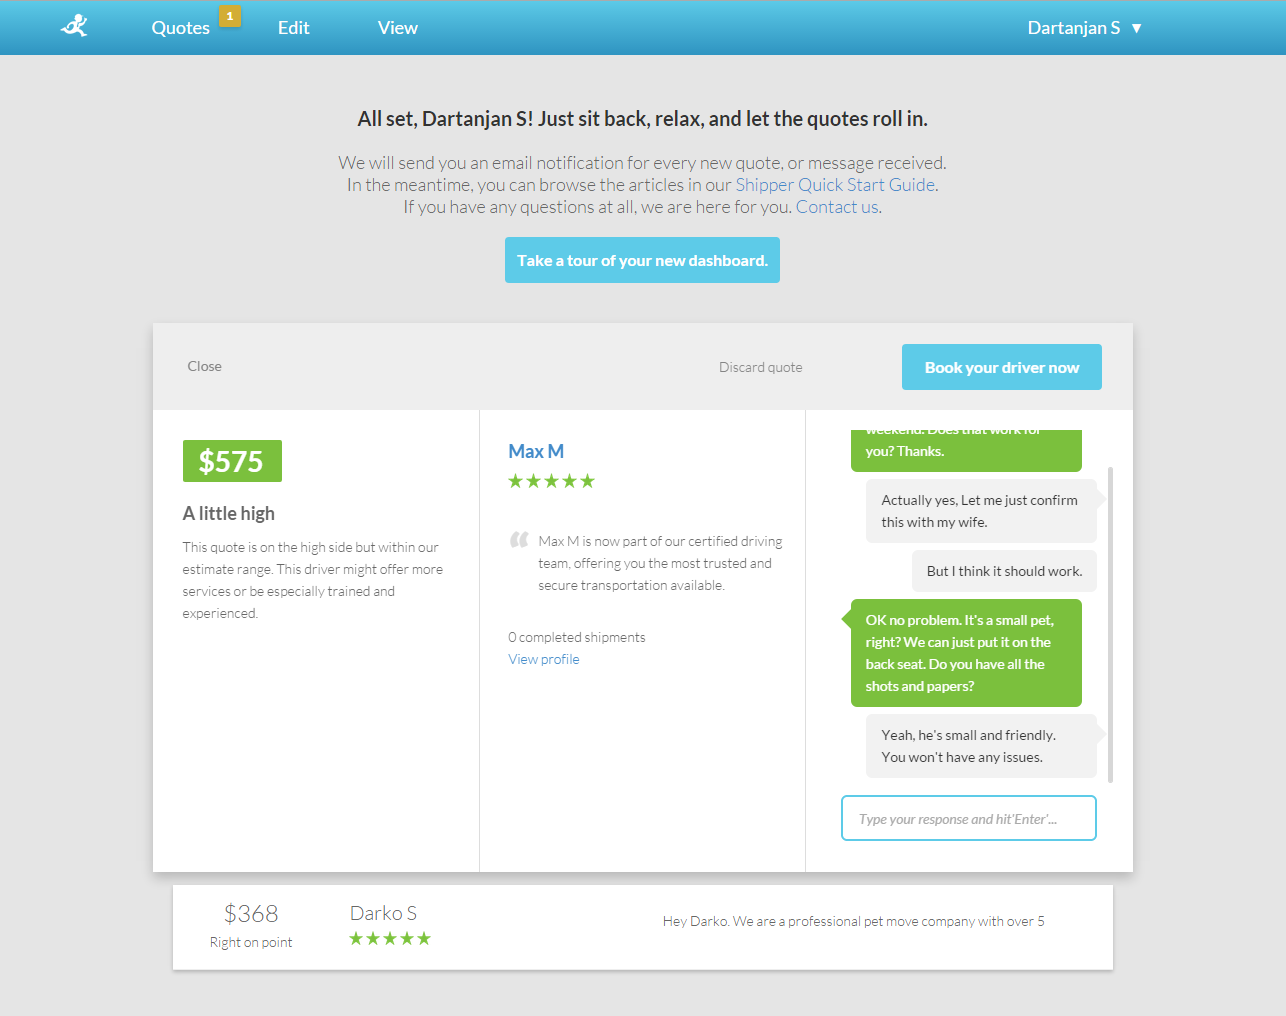 Quotes
1
Edit
View
Dartanjan S ▼
All set, Dartanjan S! Just sit back, relax, and let the quotes roll in.
We will send you an email notification for every new quote, or message received.
In the meantime, you can browse the articles in our Shipper Quick Start Guide.
If you have any questions at all, we are here for you. Contact us.
Take a tour of your new dashboard.
Close
Discard quote
Book your driver now
$575
A little high
This quote is on the high side but within our
estimate range. This driver might offer more
services or be especially trained and
experienced.
Max M
★★★★★
“
Max M is now part of our certified driving
team, offering you the most trusted and
secure transportation available.
0 completed shipments
View profile
weekend. Does that work for
you? Thanks.
Actually yes, Let me just confirm
this with my wife.
But I think it should work.
OK no problem. It's a small pet,
right? We can just put it on the
back seat. Do you have all the
shots and papers?
Yeah, he's small and friendly.
You won't have any issues.
Type your response and hit'Enter'...
$368
Right on point
Darko S
★★★★★
Hey Darko. We are a professional pet move company with over 5